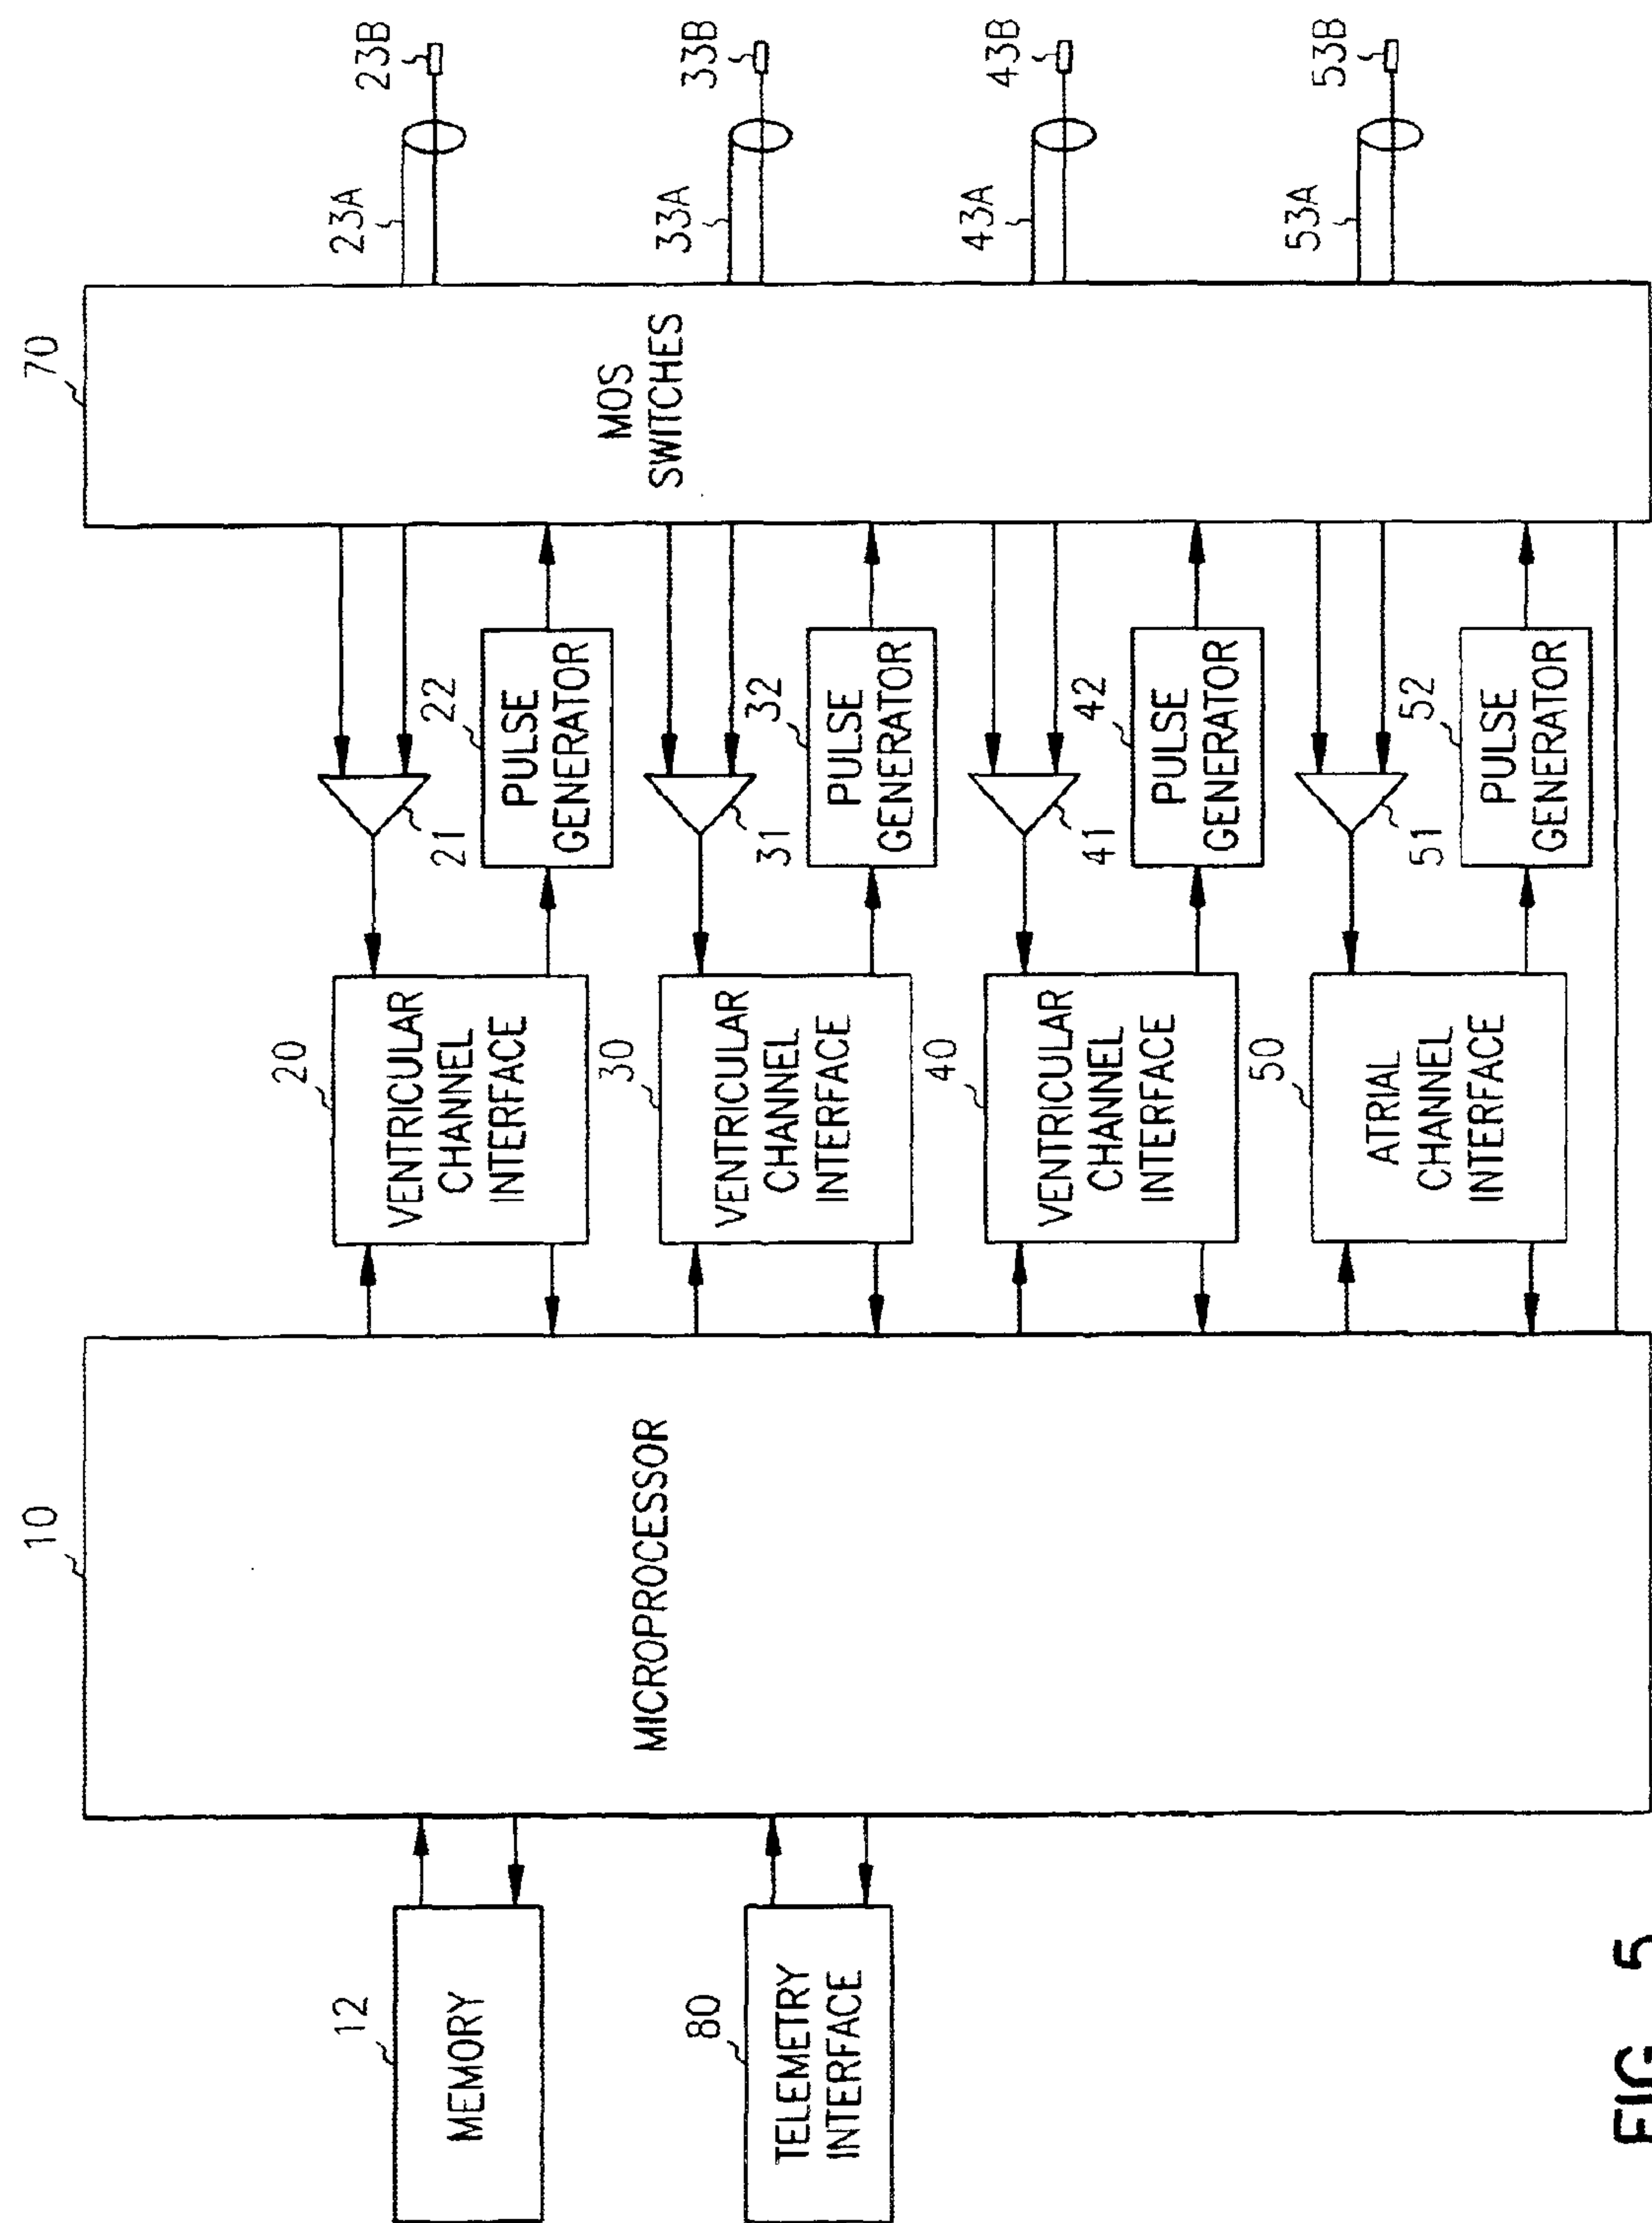 10
MICROPROCESSOR
70
MOS
SWITCHES
12
MEMORY
80
TELEMETRY
INTERFACE
20
VENTRICULAR
CHANNEL
INTERFACE
21
22
PULSE
GENERATOR
23A
23B
30
VENTRICULAR
CHANNEL
INTERFACE
31
32
PULSE
GENERATOR
33A
33B
40
VENTRICULAR
CHANNEL
INTERFACE
41
42
PULSE
GENERATOR
43A
43B
50
ATRIAL
CHANNEL
INTERFACE
51
52
PULSE
GENERATOR
53A
53B
FIG. 5